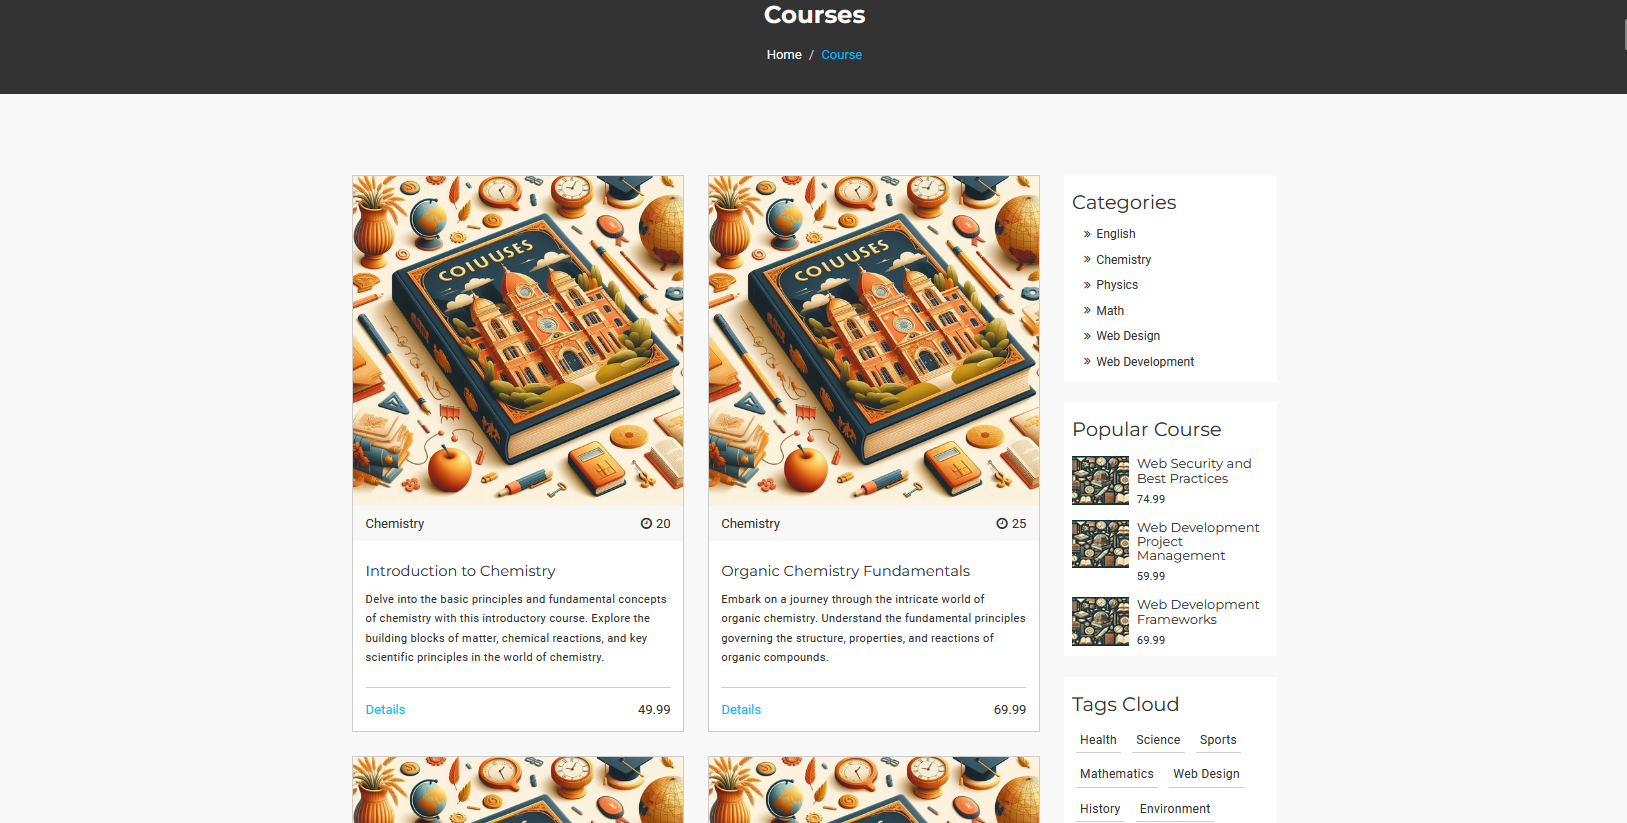 Courses
Home / Course
COIUUSES
Chemistry
20
Introduction to Chemistry
Delve into the basic principles and fundamental concepts
of chemistry with this introductory course. Explore the
building blocks of matter, chemical reactions, and key
scientific principles in the world of chemistry.
Details
49.99
COIUUSES
Chemistry
25
Organic Chemistry Fundamentals
Embark on a journey through the intricate world of
organic chemistry. Understand the fundamental principles
governing the structure, properties, and reactions of
organic compounds.
Details
69.99
Categories
» English
» Chemistry
» Physics
» Math
» Web Design
» Web Development
Popular Course
Web Security and
Best Practices
74.99
Web Development
Project
Management
59.99
Web Development
Frameworks
69.99
Tags Cloud
Health Science Sports
Mathematics Web Design
History Environment